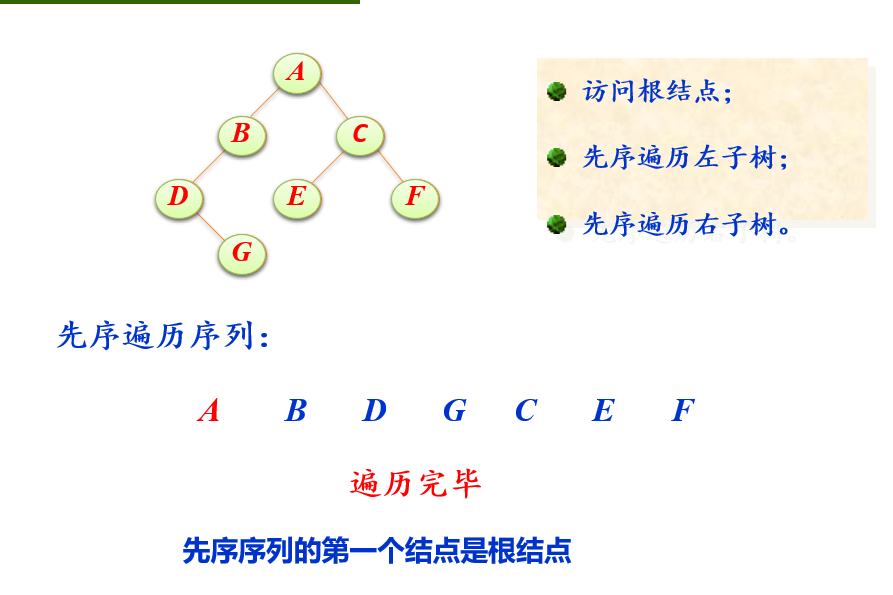 A
B
C
D
E
F
G
访问根结点；
先序遍历左子树；
先序遍历右子树。
先序遍历序列：
A B D G C E F
遍历完毕
先序序列的第一个结点是根结点